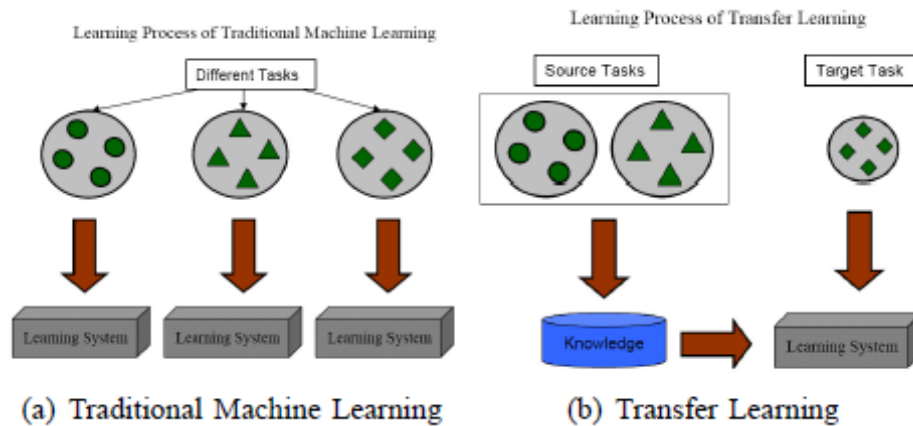 Learning Process of Traditional Machine Learning
Different Tasks
Learning System
Learning System
Learning System
(a) Traditional Machine Learning
Learning Process of Transfer Learning
Source Tasks
Target Task
Knowledge
Learning System
(b) Transfer Learning